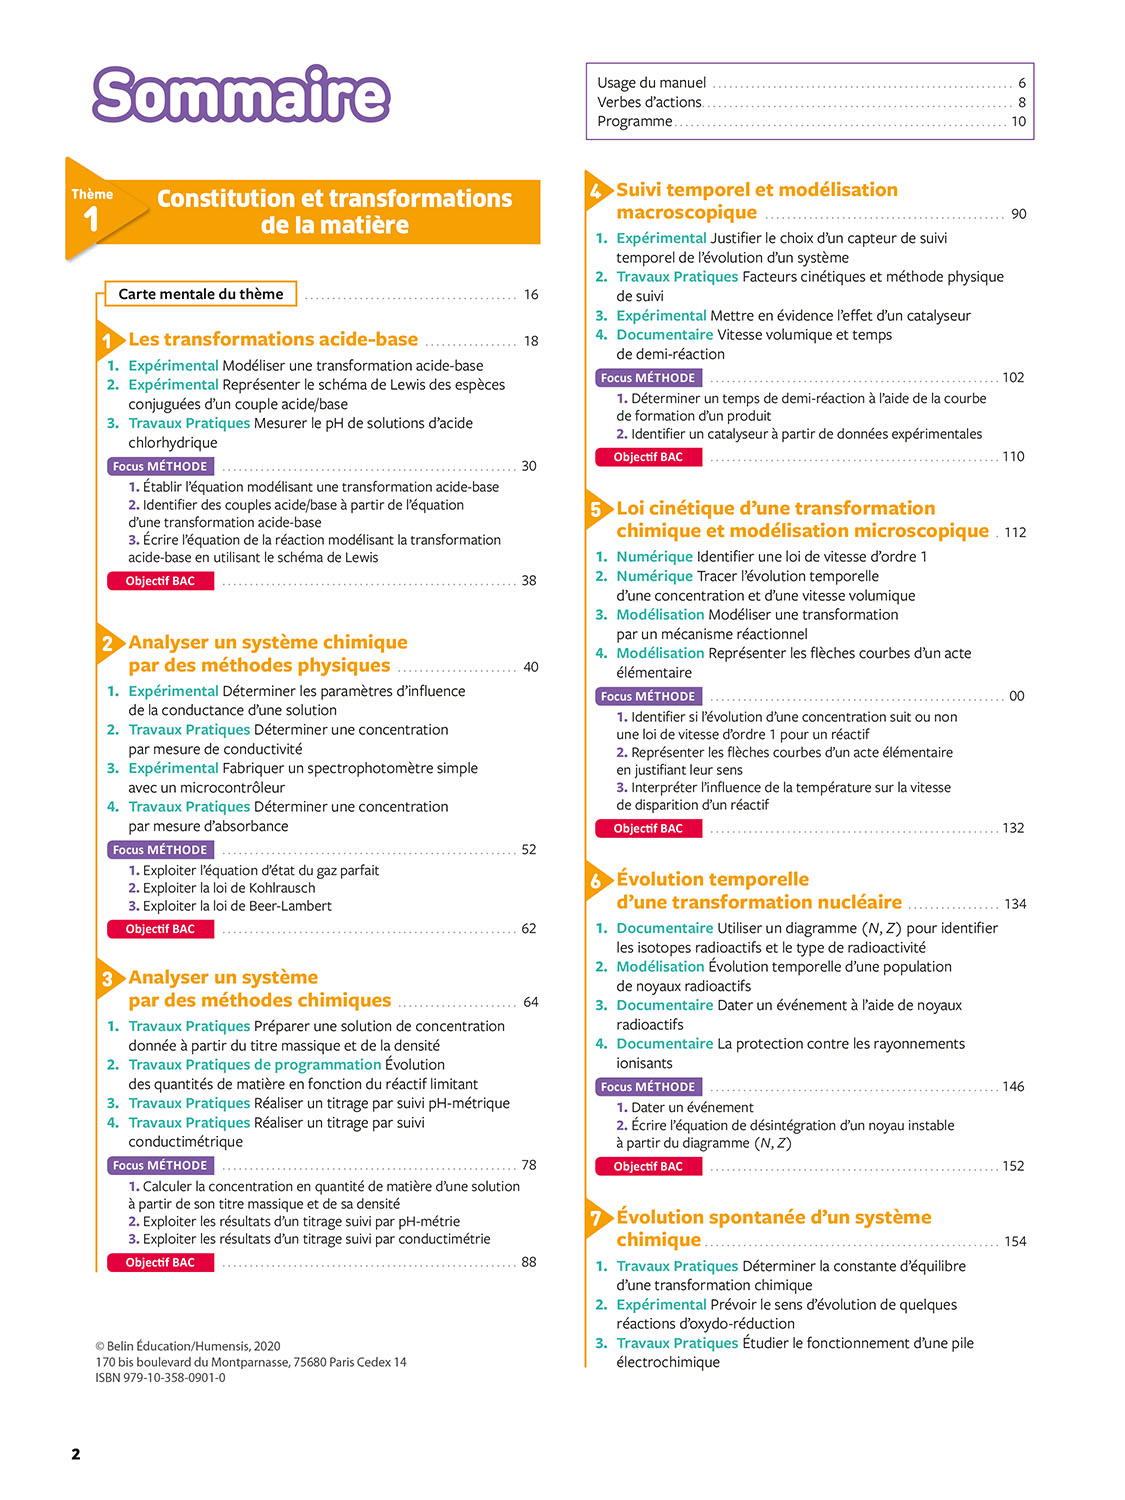 Sommaire
Usage du manuel ........ 6
Verbes d’actions ........ 8
Programme ........ 10
Thème
1
Constitution et transformations
de la matière
Carte mentale du thème ........ 16
1 Les transformations acide-base ........ 18
1. Expérimental Modéliser une transformation acide-base
2. Expérimental Représenter le schéma de Lewis des espèces
conjuguées d’un couple acide/base
3. Travaux Pratiques Mesurer le pH de solutions d’acide
chlorhydrique
Focus MÉTHODE ........ 30
1. Établir l’équation modélisant une transformation acide-base
2. Identifier des couples acide/base à partir de l’équation
d’une transformation acide-base
3. Écrire l’équation de la réaction modélisant la transformation
acide-base en utilisant le schéma de Lewis
Objectif BAC ........ 38
2 Analyser un système chimique
par des méthodes physiques ........ 40
1. Expérimental Déterminer les paramètres d’influence
de la conductance d’une solution
2. Travaux Pratiques Déterminer une concentration
par mesure de conductivité
3. Expérimental Fabriquer un spectrophotomètre simple
avec un microcontrôleur
4. Travaux Pratiques Déterminer une concentration
par mesure d’absorbance
Focus MÉTHODE ........ 52
1. Exploiter l’équation d’état du gaz parfait
2. Exploiter la loi de Kohlrausch
3. Exploiter la loi de Beer-Lambert
Objectif BAC ........ 62
3 Analyser un système
par des méthodes chimiques ........ 64
1. Travaux Pratiques Préparer une solution de concentration
donnée à partir du titre massique et de la densité
2. Travaux Pratiques de programmation Évolution
des quantités de matière en fonction du réactif limitant
3. Travaux Pratiques Réaliser un titrage par suivi pH-métrique
4. Travaux Pratiques Réaliser un titrage par suivi
conductimétrique
Focus MÉTHODE ........ 78
1. Calculer la concentration en quantité de matière d’une solution
à partir de son titre massique et de sa densité
2. Exploiter les résultats d’un titrage suivi par pH-métrie
3. Exploiter les résultats d’un titrage suivi par conductimétrie
Objectif BAC ........ 88
© Belin Éducation/Humensis, 2020
170 bis boulevard du Montparnasse, 75680 Paris Cedex 14
ISBN 979-10-358-0901-0
4 Suivi temporel et modélisation
macroscopique ........ 90
1. Expérimental Justifier le choix d’un capteur de suivi
temporel de l’évolution d’un système
2. Travaux Pratiques Facteurs cinétiques et méthode physique
de suivi
3. Expérimental Mettre en évidence l’effet d’un catalyseur
4. Documentaire Vitesse volumique et temps
de demi-réaction
Focus MÉTHODE ........ 102
1. Déterminer un temps de demi-réaction à l’aide de la courbe
de formation d’un produit
2. Identifier un catalyseur à partir de données expérimentales
Objectif BAC ........ 110
5 Loi cinétique d’une transformation
chimique et modélisation microscopique . 112
1. Numérique Identifier une loi de vitesse d’ordre 1
2. Numérique Tracer l’évolution temporelle
d’une concentration et d’une vitesse volumique
3. Modélisation Modéliser une transformation
par un mécanisme réactionnel
4. Modélisation Représenter les flèches courbes d’un acte
élémentaire
Focus MÉTHODE ........ 00
1. Identifier si l’évolution d’une concentration suit ou non
une loi de vitesse d’ordre 1 pour un réactif
2. Représenter les flèches courbes d’un acte élémentaire
en justifiant leur sens
3. Interpréter l’influence de la température sur la vitesse
de disparition d’un réactif
Objectif BAC ........ 132
6 Évolution temporelle
d’une transformation nucléaire ........ 134
1. Documentaire Utiliser un diagramme (N, Z) pour identifier
les isotopes radioactifs et le type de radioactivité
2. Modélisation Évolution temporelle d’une population
de noyaux radioactifs
3. Documentaire Dater un événement à l’aide de noyaux
radioactifs
4. Documentaire La protection contre les rayonnements
ionisants
Focus MÉTHODE ........ 146
1. Dater un événement
2. Écrire l’équation de désintégration d’un noyau instable
à partir du diagramme (N, Z)
Objectif BAC ........ 152
7 Évolution spontanée d’un système
chimique ........ 154
1. Travaux Pratiques Déterminer la constante d’équilibre
d’une transformation chimique
2. Expérimental Prévoir le sens d’évolution de quelques
réactions d’oxydo-réduction
3. Travaux Pratiques Étudier le fonctionnement d’une pile
électrochimique
2